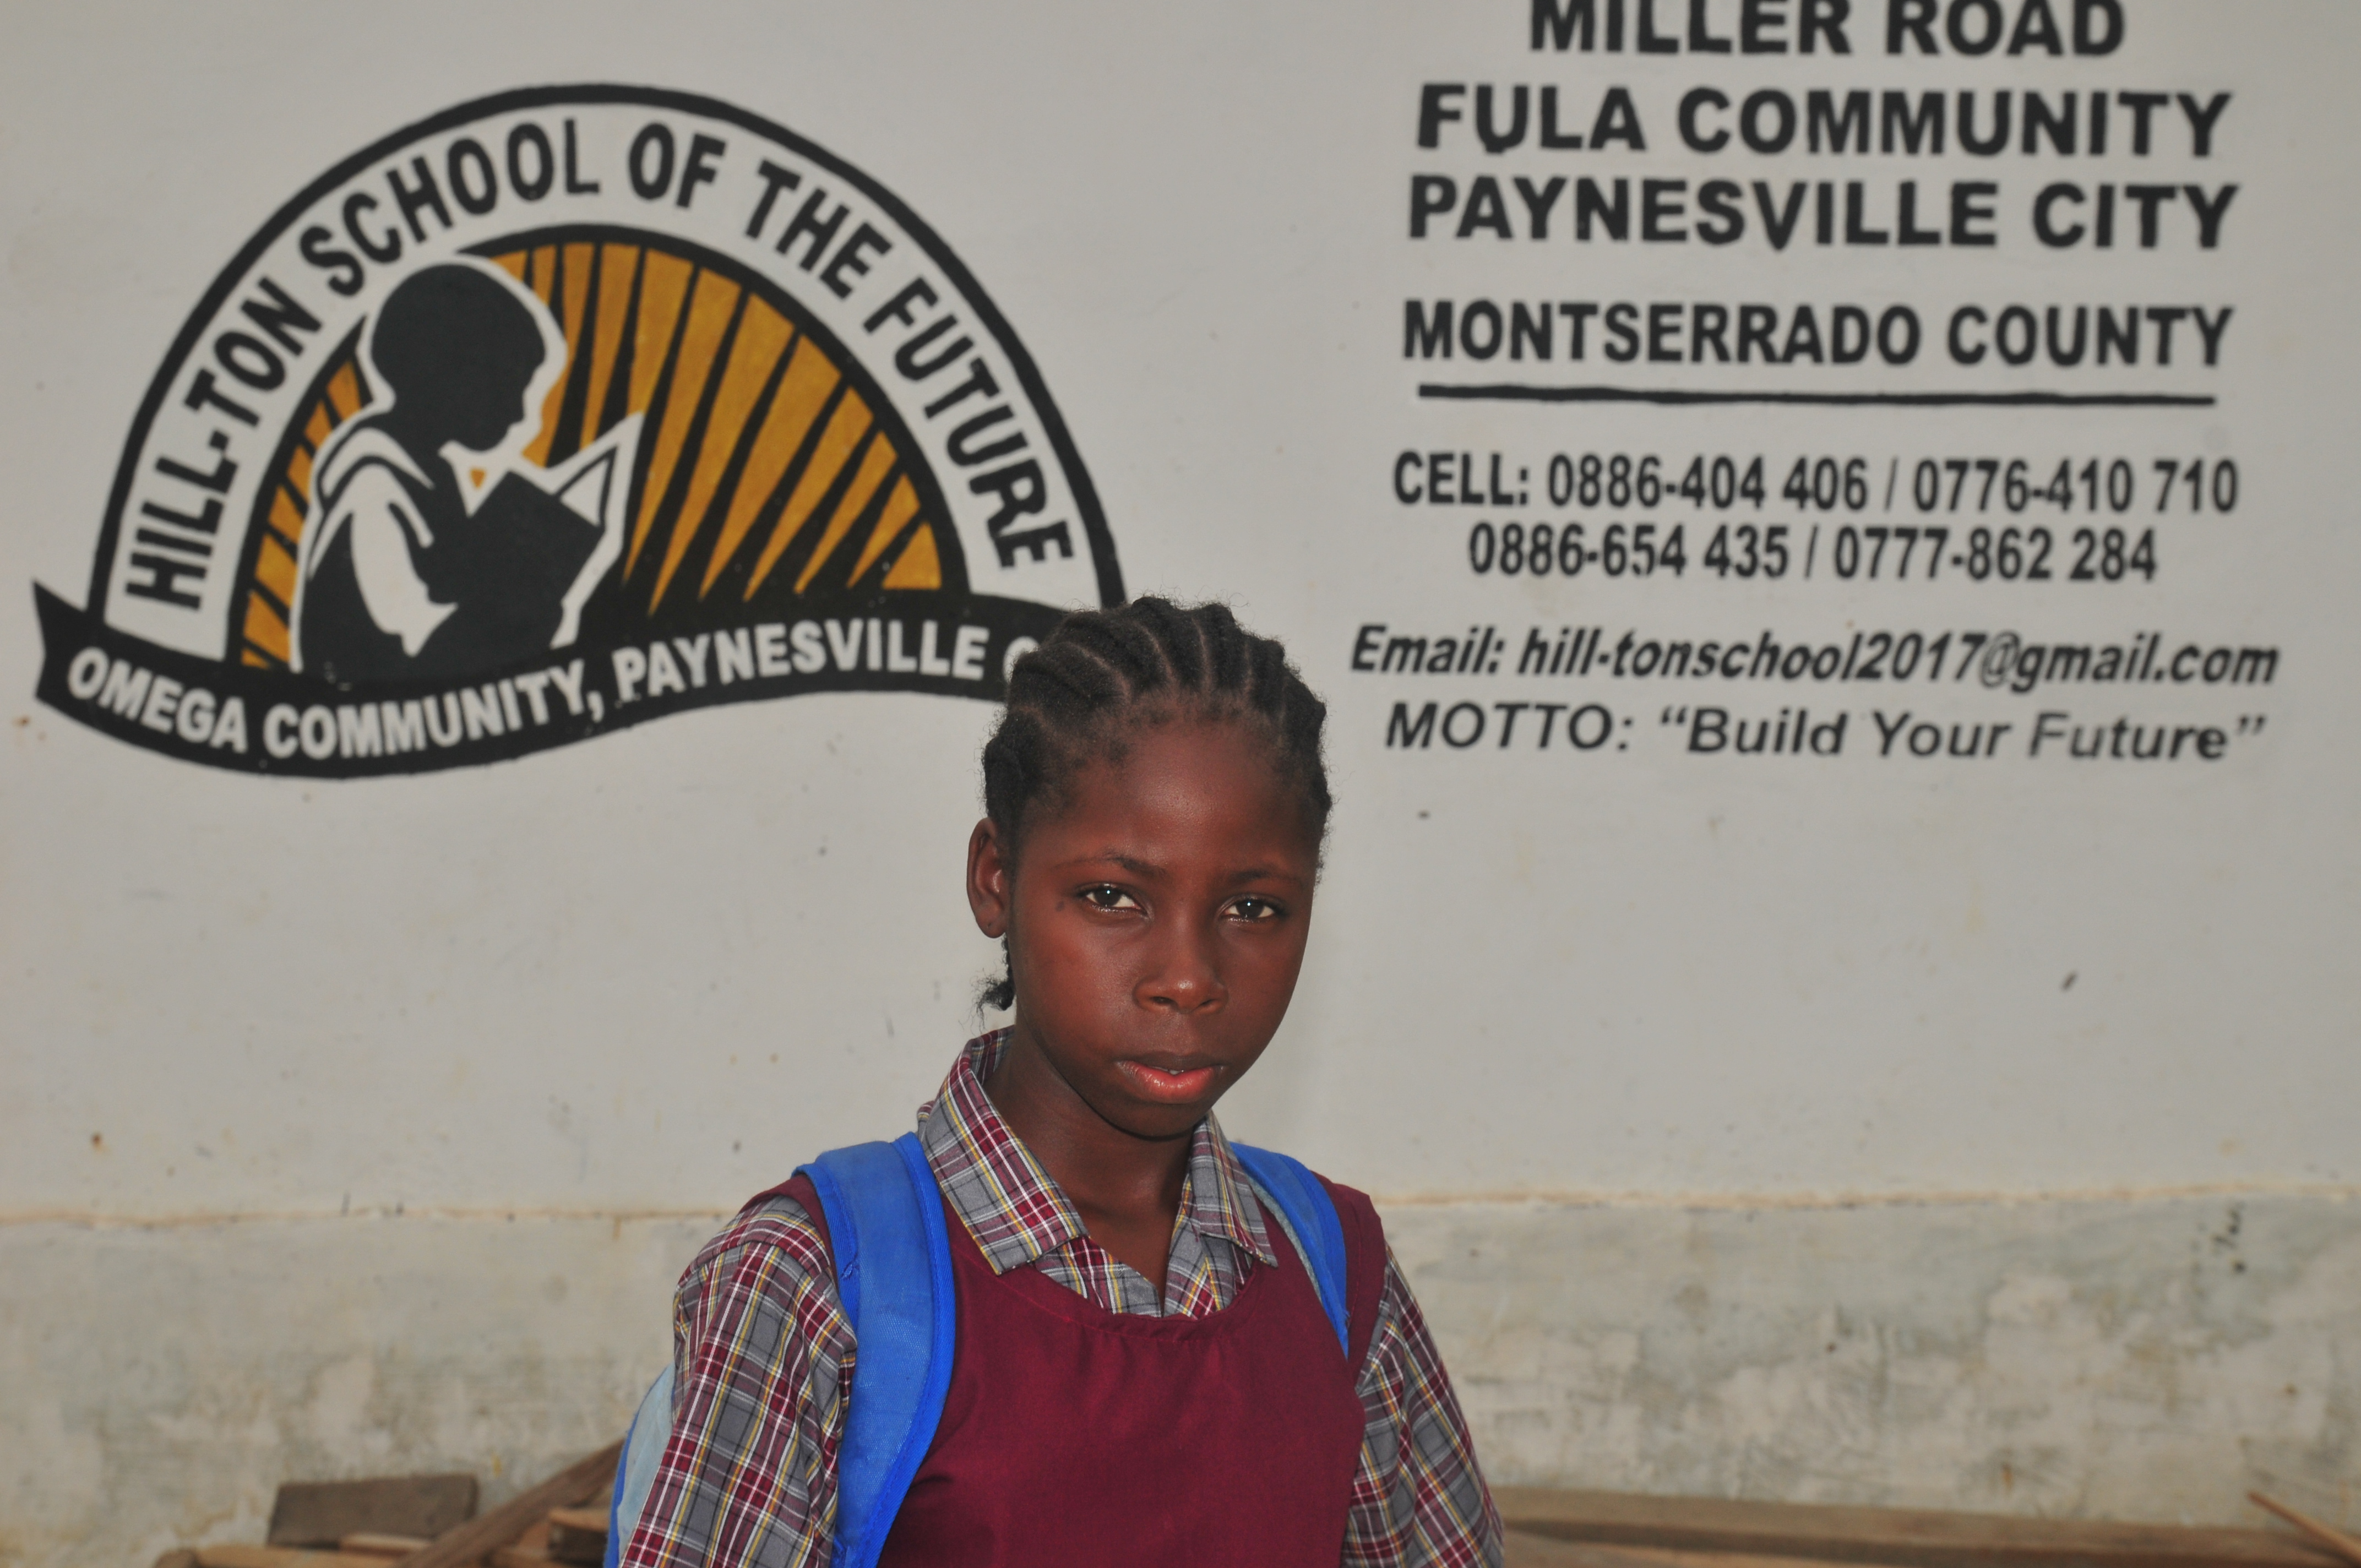 HILL-TON SCHOOL OF THE FUTURE
OMEGA COMMUNITY, PAYNESVILLE
MILLER ROAD
FULA COMMUNITY
PAYNESVILLE CITY
MONTSERRADO COUNTY
CELL: 0886-404 406 / 0776-410 710
0886-654 435 / 0777-862 284
Email: hill-tonschool2017@gmail.com
MOTTO: “Build Your Future”